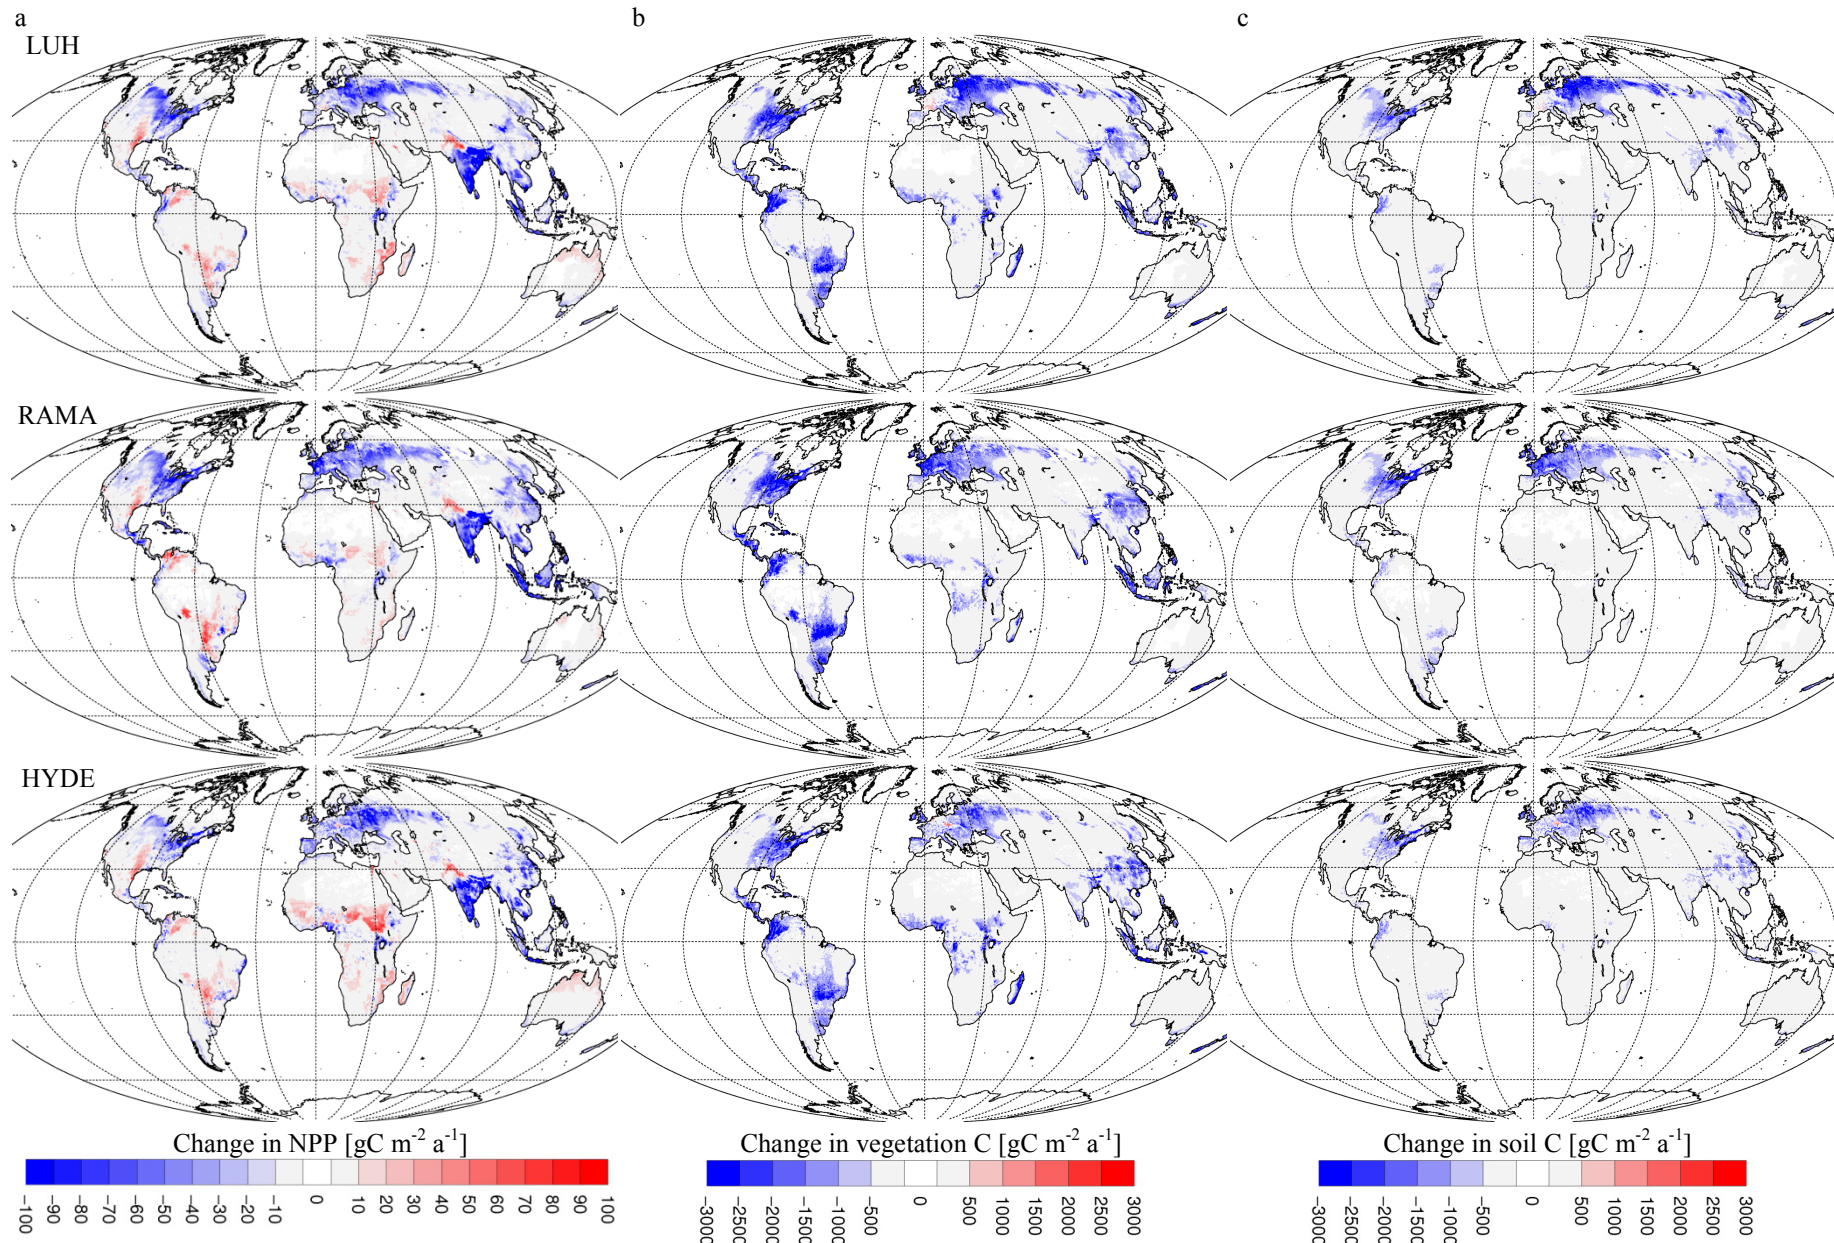 a
b
c
LUH
RAMA
HYDE
Change in NPP [gC m-2 a-1]
-100 -90 -80 -70 -60 -50 -40 -30 -20 -10 0 10 20 30 40 50 60 70 80 90 100
Change in vegetation C [gC m-2 a-1]
-3000 -2500 -2000 -1500 -1000 -500 0 500 1000 1500 2000 2500 3000
Change in soil C [gC m-2 a-1]
-3000 -2500 -2000 -1500 -1000 -500 0 500 1000 1500 2000 2500 3000